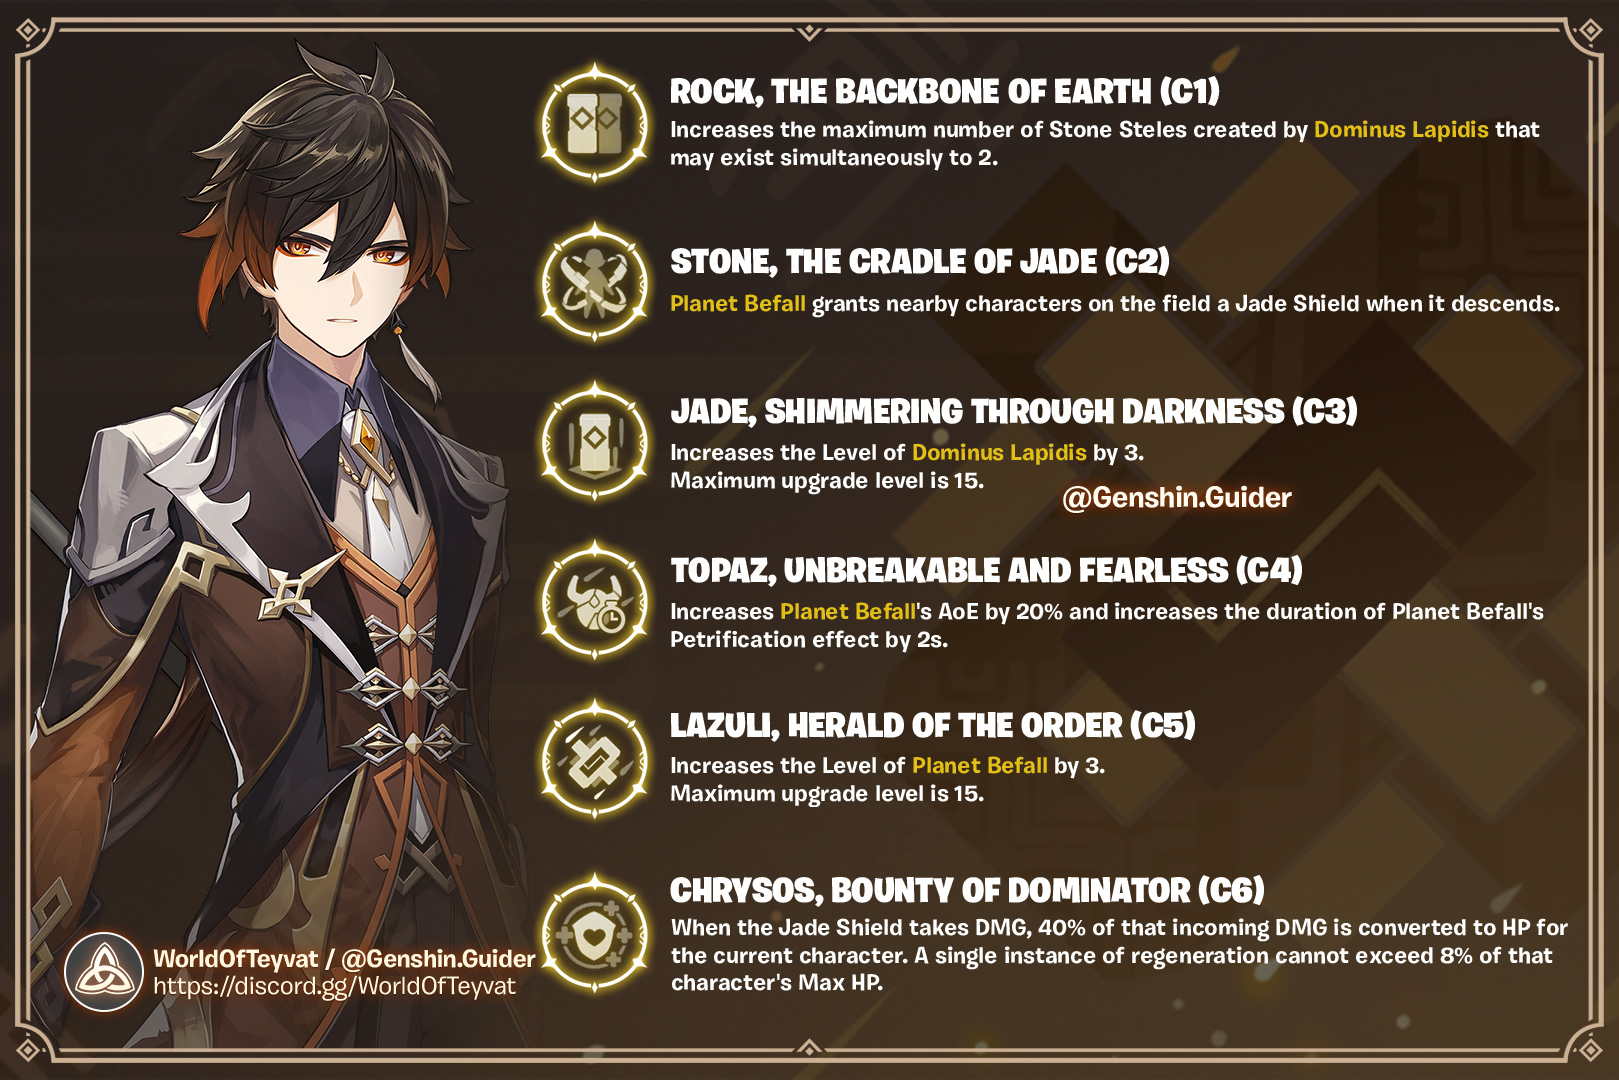 ROCK, THE BACKBONE OF EARTH (C1)
Increases the maximum number of Stone Steles created by Dominus Lapidis that
may exist simultaneously to 2.
STONE, THE CRADLE OF JADE (C2)
Planet Befall grants nearby characters on the field a Jade Shield when it descends.
JADE, SHIMMERING THROUGH DARKNESS (C3)
Increases the Level of Dominus Lapidis by 3.
Maximum upgrade level is 15.
@Genshin.Guider
TOPAZ, UNBREAKABLE AND FEARLESS (C4)
Increases Planet Befall's AoE by 20% and increases the duration of Planet Befall's
Petrification effect by 2s.
LAZULI, HERALD OF THE ORDER (C5)
Increases the Level of Planet Befall by 3.
Maximum upgrade level is 15.
CHRYSOS, BOUNTY OF DOMINATOR (C6)
When the Jade Shield takes DMG, 40% of that incoming DMG is converted to HP for
the current character. A single instance of regeneration cannot exceed 8% of that
character's Max HP.
WorldOfTeyvat / @Genshin.Guider
https://discord.gg/WorldOfTeyvat